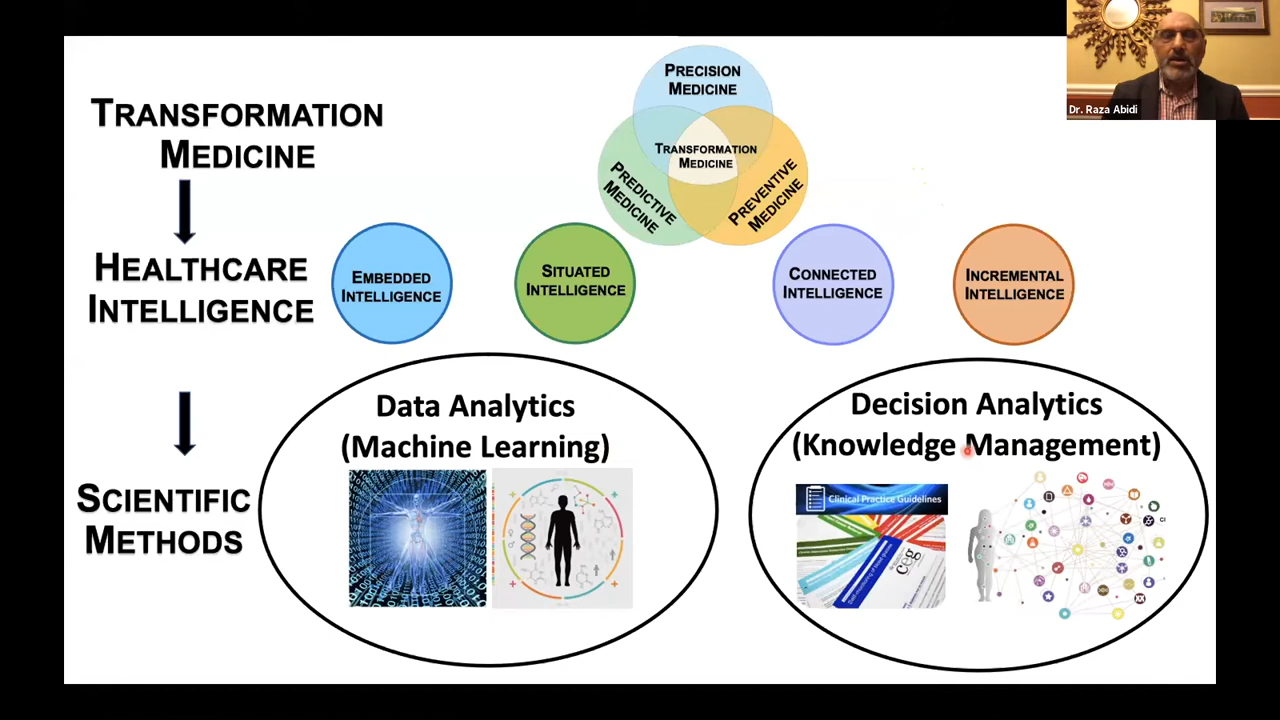 Dr. Raza Abidi
TRANSFORMATION
MEDICINE
PRECISION
MEDICINE
TRANSFORMATION
MEDICINE
PREDICTIVE
MEDICINE
PREVENTIVE
MEDICINE
HEALTHCARE
INTELLIGENCE
EMBEDDED
INTELLIGENCE
SITUATED
INTELLIGENCE
CONNECTED
INTELLIGENCE
INCREMENTAL
INTELLIGENCE
SCIENTIFIC
METHODS
Data Analytics
(Machine Learning)
Decision Analytics
(Knowledge Management)
Clinical Practice Guidelines
ceg